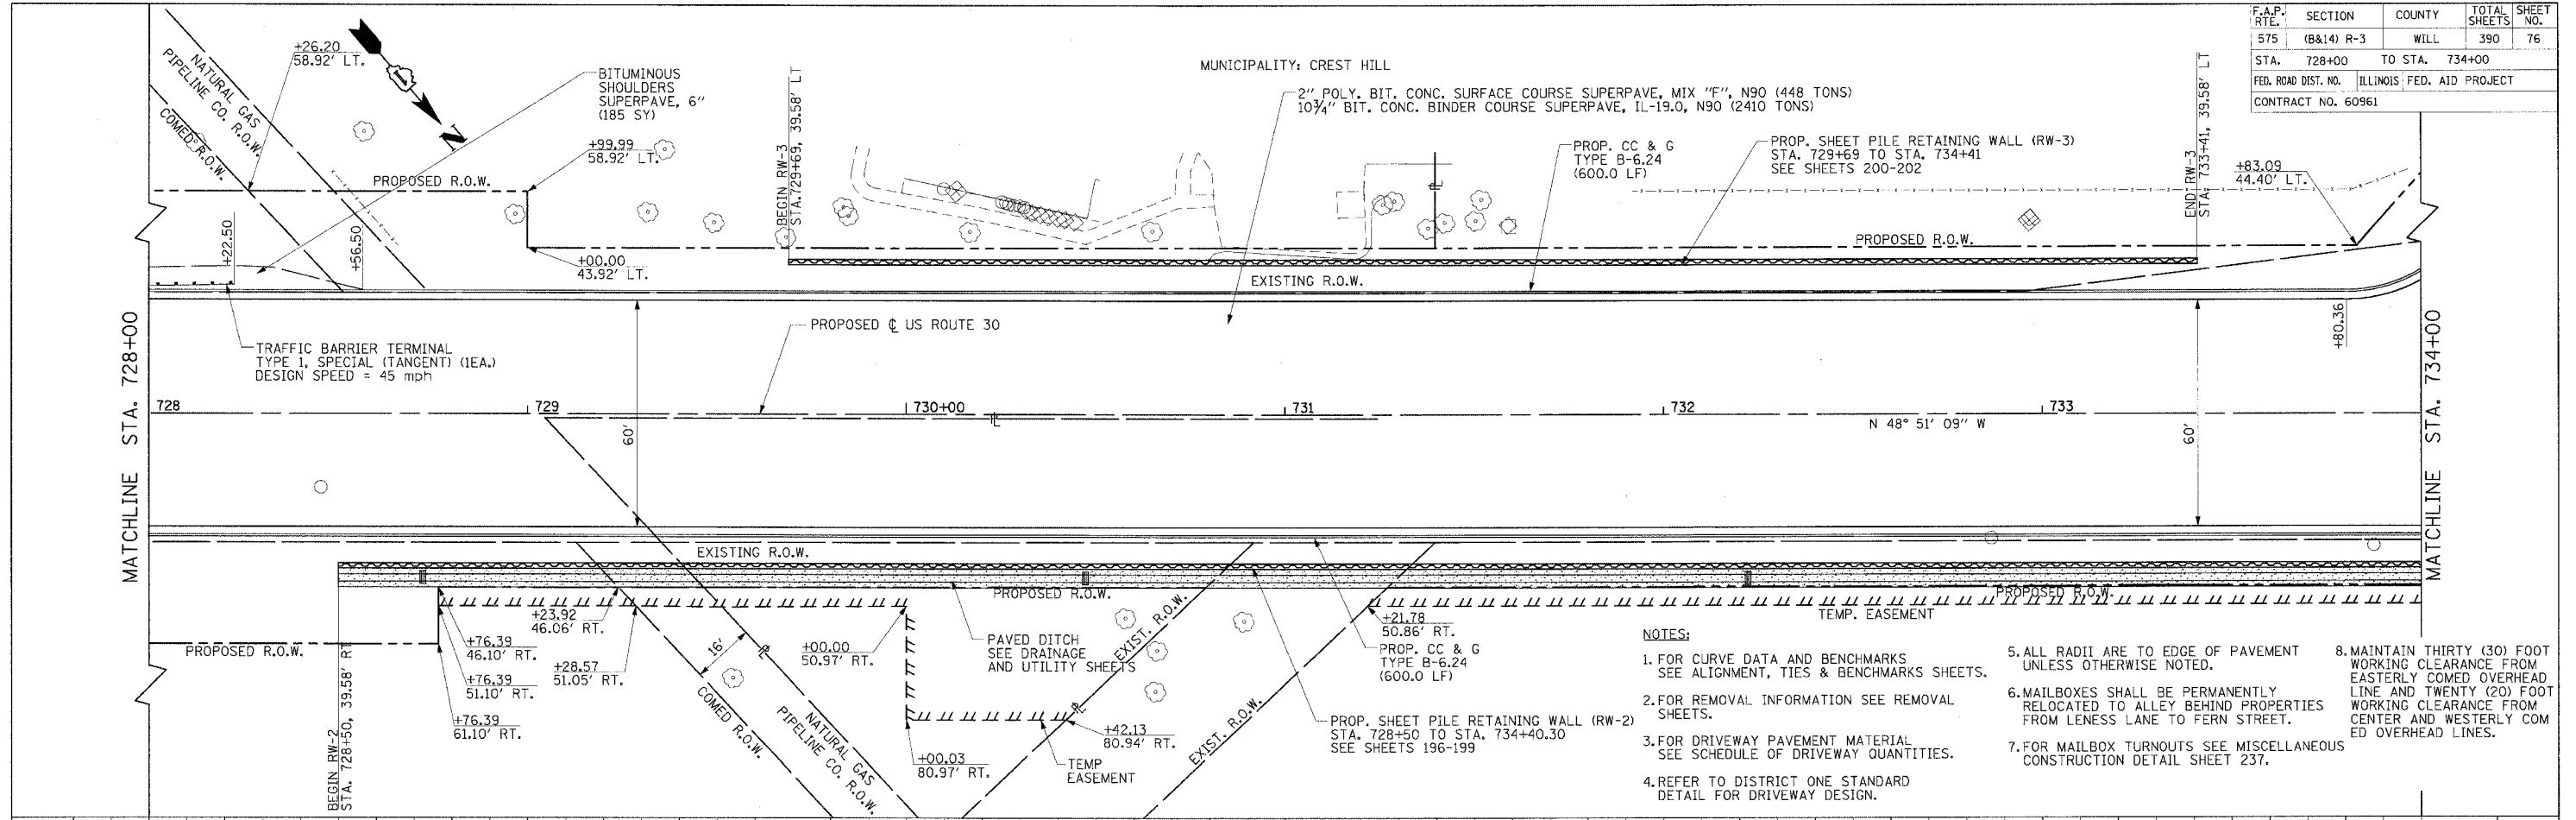 F.A.P. RTE. SECTION COUNTY TOTAL SHEETS SHEET NO.
575 (B&14) R-3 WILL 390 76
STA. 728+00 TO STA. 734+00
FED. ROAD DIST. NO. ILLINOIS FED. AID PROJECT
CONTRACT NO. 60961
NATURAL GAS
PIPELINE CO. R.O.W.
COMED R.O.W.
+26.20
58.92' LT.
N
BITUMINOUS
SHOULDERS
SUPERPAVE, 6"
(185 SY)
+99.99
58.92' LT.
PROPOSED R.O.W.
+22.50
+56.50
+00.00
43.92' LT.
BEGIN RW-3
STA.729+69, 39.58' LT
MUNICIPALITY: CREST HILL
2" POLY. BIT. CONC. SURFACE COURSE SUPERPAVE, MIX "F", N90 (448 TONS)
10¾" BIT. CONC. BINDER COURSE SUPERPAVE, IL-19.0, N90 (2410 TONS)
PROP. CC & G
TYPE B-6.24
(600.0 LF)
PROP. SHEET PILE RETAINING WALL (RW-3)
STA. 729+69 TO STA. 734+41
SEE SHEETS 200-202
END RW-3
STA. 733+41, 39.58' LT
+83.09
44.40' LT.
PL
PROPOSED R.O.W.
EXISTING R.O.W.
TRAFFIC BARRIER TERMINAL
TYPE 1, SPECIAL (TANGENT) (1EA.)
DESIGN SPEED = 45 mph
PROPOSED CL US ROUTE 30
+80.36
MATCHLINE STA. 728+00
MATCHLINE STA. 734+00
728 729 730+00 731 732 733
PL
N 48° 51' 09" W
60'
60'
EXISTING R.O.W.
PROPOSED R.O.W.
PROPOSED R.O.W.
TEMP. EASEMENT
PROPOSED R.O.W.
BEGIN RW-2
STA. 728+50, 39.58' RT
+23.92
46.06' RT.
+76.39
46.10' RT.
+76.39
51.10' RT.
+76.39
61.10' RT.
+28.57
51.05' RT.
16'
PL
COMED R.O.W.
NATURAL GAS
PIPELINE CO. R.O.W.
+00.00
50.97' RT.
+00.03
80.97' RT.
PAVED DITCH
SEE DRAINAGE
AND UTILITY SHEETS
EXIST. R.O.W.
PL
+42.13
80.94' RT.
TEMP
EASEMENT
EXIST. R.O.W.
+21.78
50.86' RT.
PROP. CC & G
TYPE B-6.24
(600.0 LF)
PROP. SHEET PILE RETAINING WALL (RW-2)
STA. 728+50 TO STA. 734+40.30
SEE SHEETS 196-199
NOTES:
1. FOR CURVE DATA AND BENCHMARKS
SEE ALIGNMENT, TIES & BENCHMARKS SHEETS.
2. FOR REMOVAL INFORMATION SEE REMOVAL
SHEETS.
3. FOR DRIVEWAY PAVEMENT MATERIAL
SEE SCHEDULE OF DRIVEWAY QUANTITIES.
4. REFER TO DISTRICT ONE STANDARD
DETAIL FOR DRIVEWAY DESIGN.
5. ALL RADII ARE TO EDGE OF PAVEMENT
UNLESS OTHERWISE NOTED.
6. MAILBOXES SHALL BE PERMANENTLY
RELOCATED TO ALLEY BEHIND PROPERTIES
FROM LENESS LANE TO FERN STREET.
7. FOR MAILBOX TURNOUTS SEE MISCELLANEOUS
CONSTRUCTION DETAIL SHEET 237.
8. MAINTAIN THIRTY (30) FOOT
WORKING CLEARANCE FROM
EASTERLY COMED OVERHEAD
LINE AND TWENTY (20) FOOT
WORKING CLEARANCE FROM
CENTER AND WESTERLY COM
ED OVERHEAD LINES.